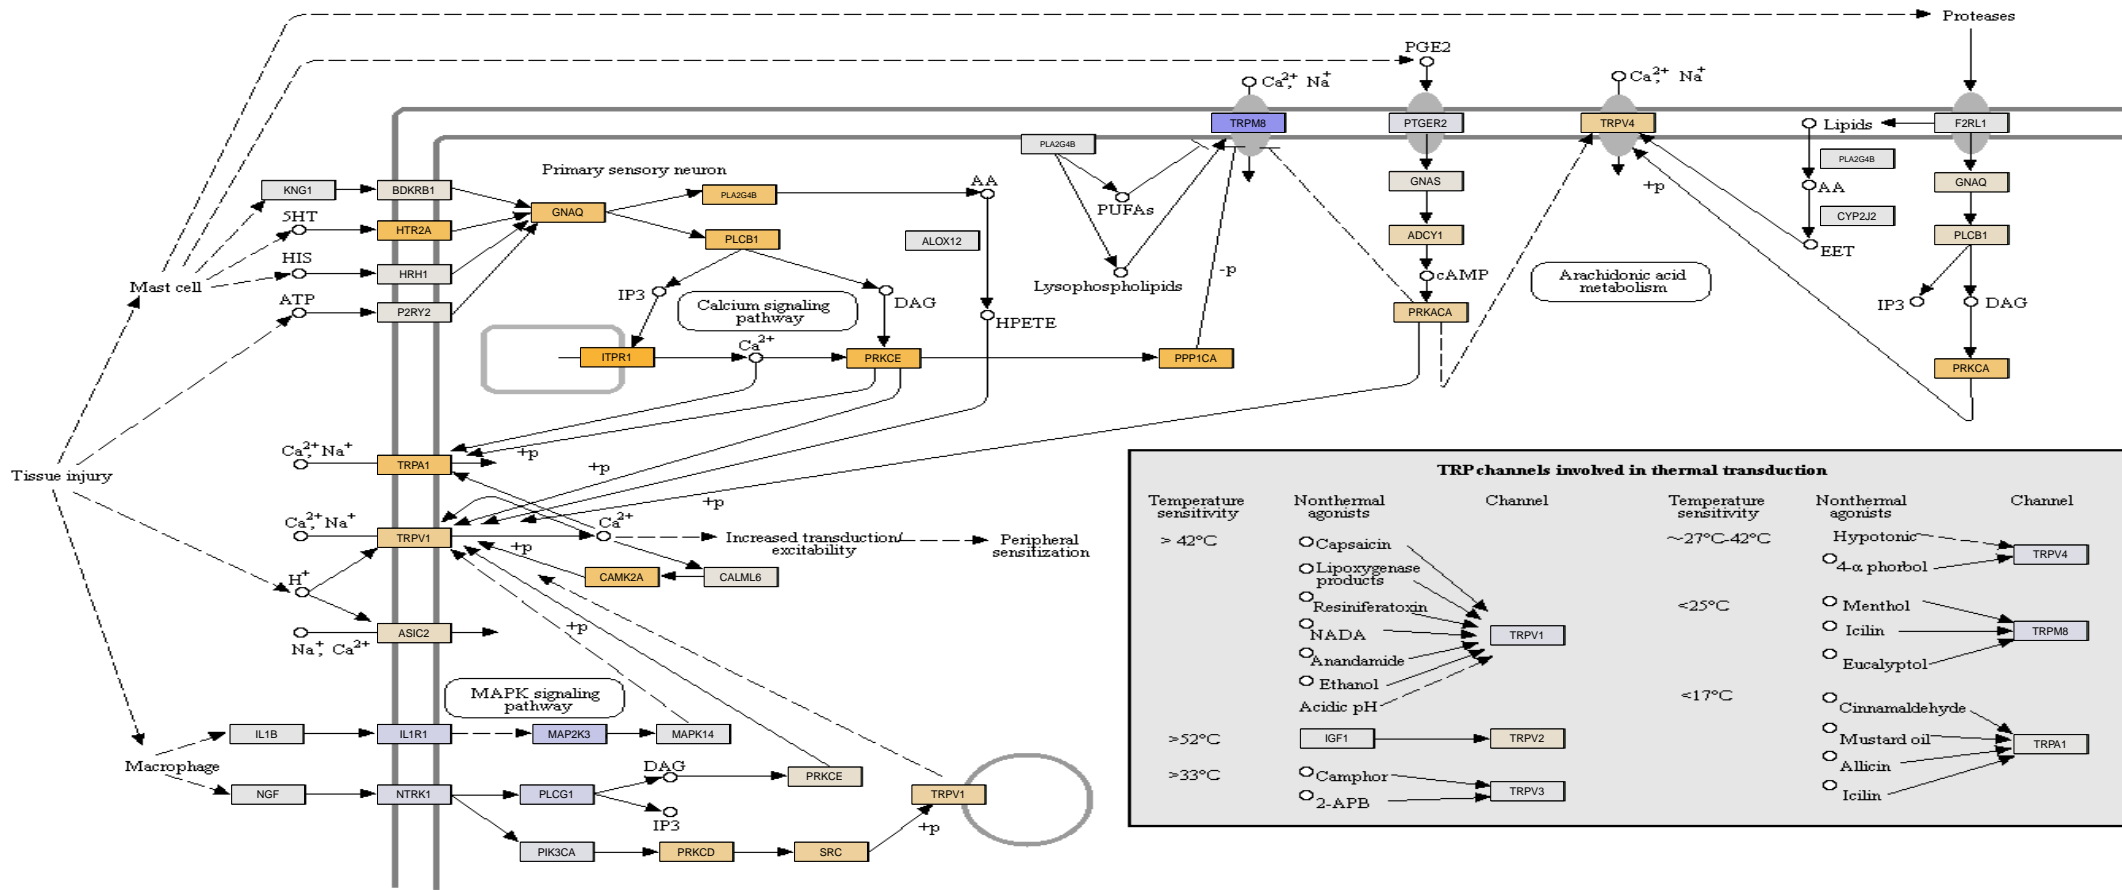 Proteases
PGE2
Ca2+, Na+
Ca2+, Na+
TRPM8
PTGER2
TRPV4
Lipids
F2RL1
PLA2G4B
PLA2G4B
Primary sensory neuron
KNG1
BDKRB1
PLA2G4B
AA
GNAS
+p
AA
GNAQ
PUFAs
GNAQ
5HT
HTR2A
PLCB1
ALOX12
ADCY1
CYP2J2
PLCB1
EET
HIS
HRH1
-p
cAMP
Arachidonic acid
metabolism
Mast cell
Lysophospholipids
ATP
P2RY2
IP3
Calcium signaling
pathway
DAG
HPETE
PRKACA
IP3
DAG
ITPR1
Ca2+
PRKCE
PPP1CA
PRKCA
Ca2+, Na+
TRPA1
+p
+p
Tissue injury
+p
Ca2+, Na+
TRPV1
Ca2+
Increased transduction/
excitability
Peripheral
sensitization
+p
H+
CAMK2A
CALML6
ASIC2
+p
Na+, Ca2+
MAPK signaling
pathway
IL1B
IL1R1
MAP2K3
MAPK14
Macrophage
DAG
PRKCE
NGF
NTRK1
PLCG1
TRPV1
IP3
+p
PIK3CA
PRKCD
SRC
TRP channels involved in thermal transduction
Temperature
sensitivity
Nonthermal
agonists
Channel
Temperature
sensitivity
Nonthermal
agonists
Channel
> 42°C
Capsaicin
Lipoxygenase
products
Resiniferatoxin
NADA
Anandamide
Ethanol
Acidic pH
TRPV1
>52°C
IGF1
TRPV2
>33°C
Camphor
2-APB
TRPV3
~27°C-42°C
Hypotonic
4-α phorbol
TRPV4
<25°C
Menthol
Icilin
Eucalyptol
TRPM8
<17°C
Cinnamaldehyde
Mustard oil
Allicin
Icilin
TRPA1